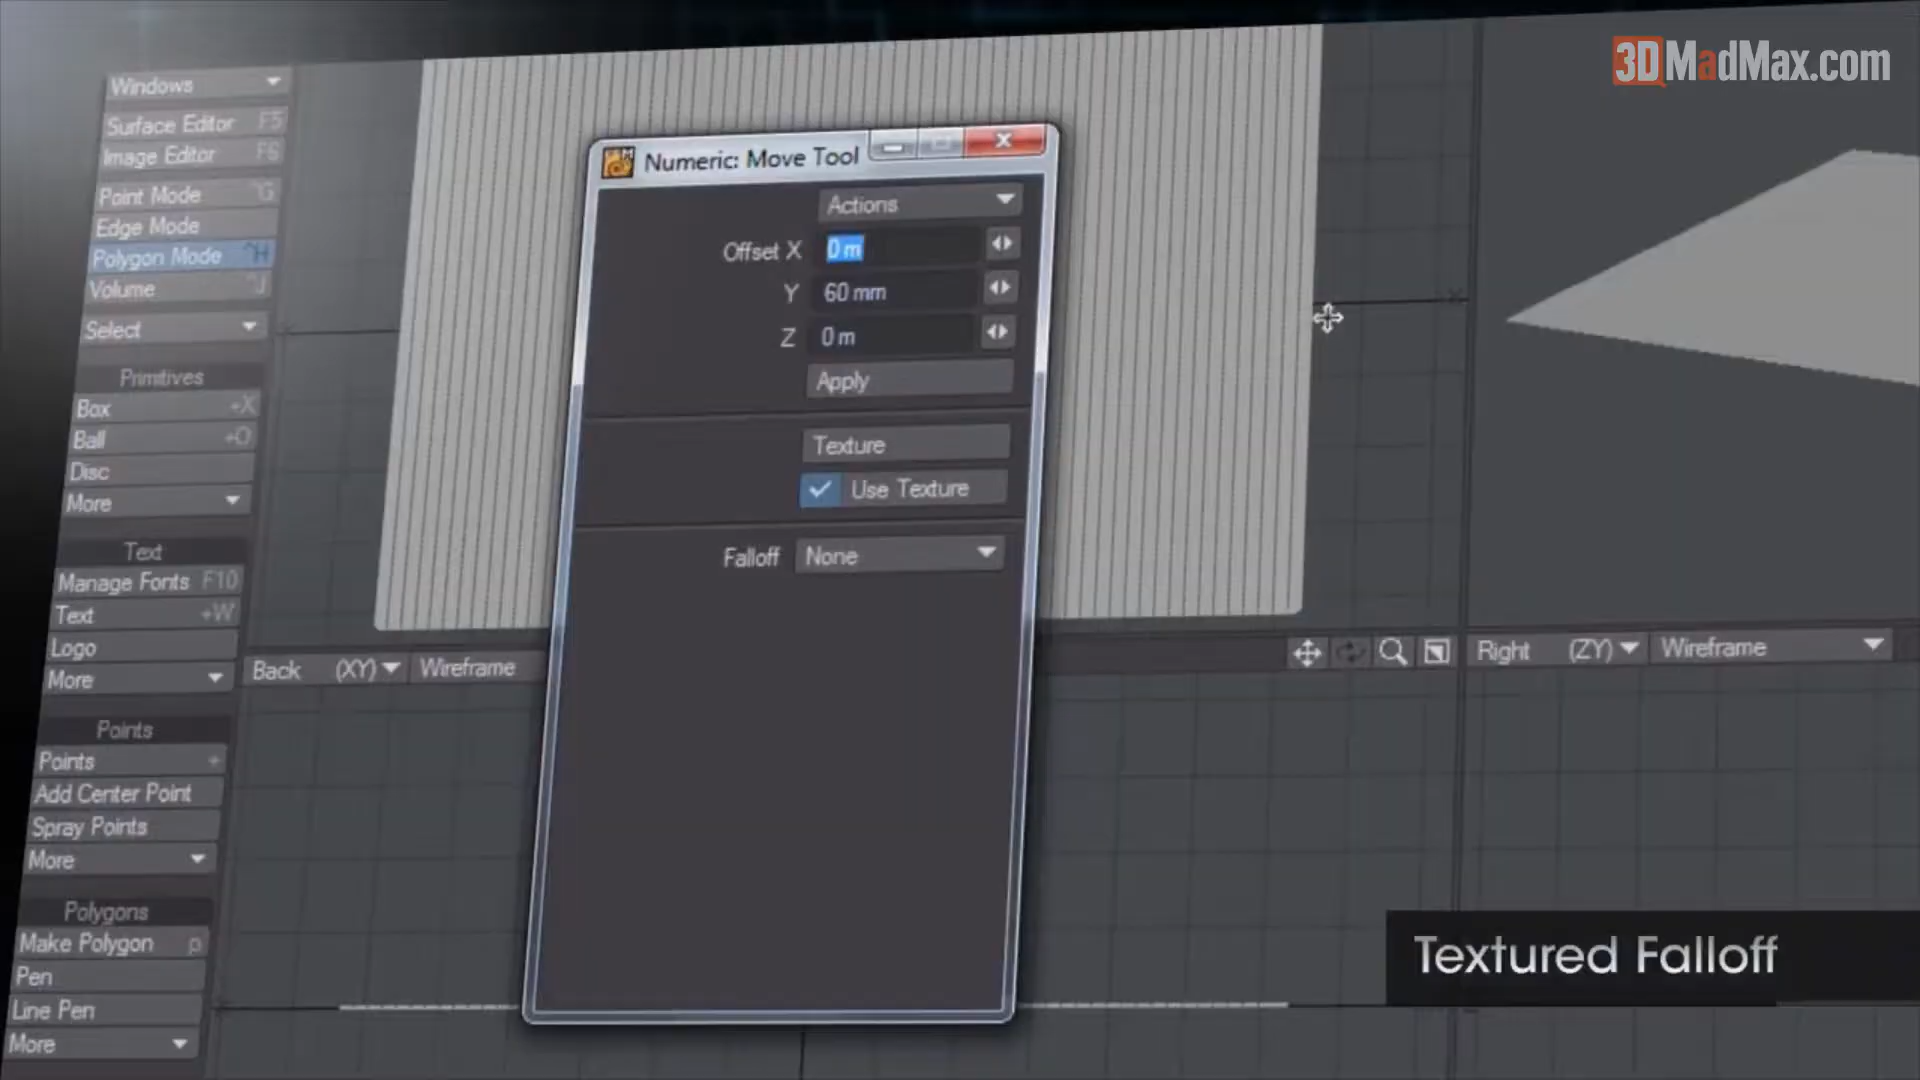 3DMadMax.com
Windows
Surface Editor F5
Image Editor F6
Point Mode ^G
Edge Mode
Polygon Mode ^H
Volume ^J
Select
Primitives
Box +X
Ball +O
Disc
More
Text
Manage Fonts F10
Text +W
Logo
More
Points
Points +
Add Center Point
Spray Points
More
Polygons
Make Polygon p
Pen
Line Pen
More
Numeric: Move Tool
Actions
Offset X 0 m
Y 60 mm
Z 0 m
Apply
Texture
Use Texture
Falloff None
Back (XY) Wireframe
Right (ZY) Wireframe
Textured Falloff